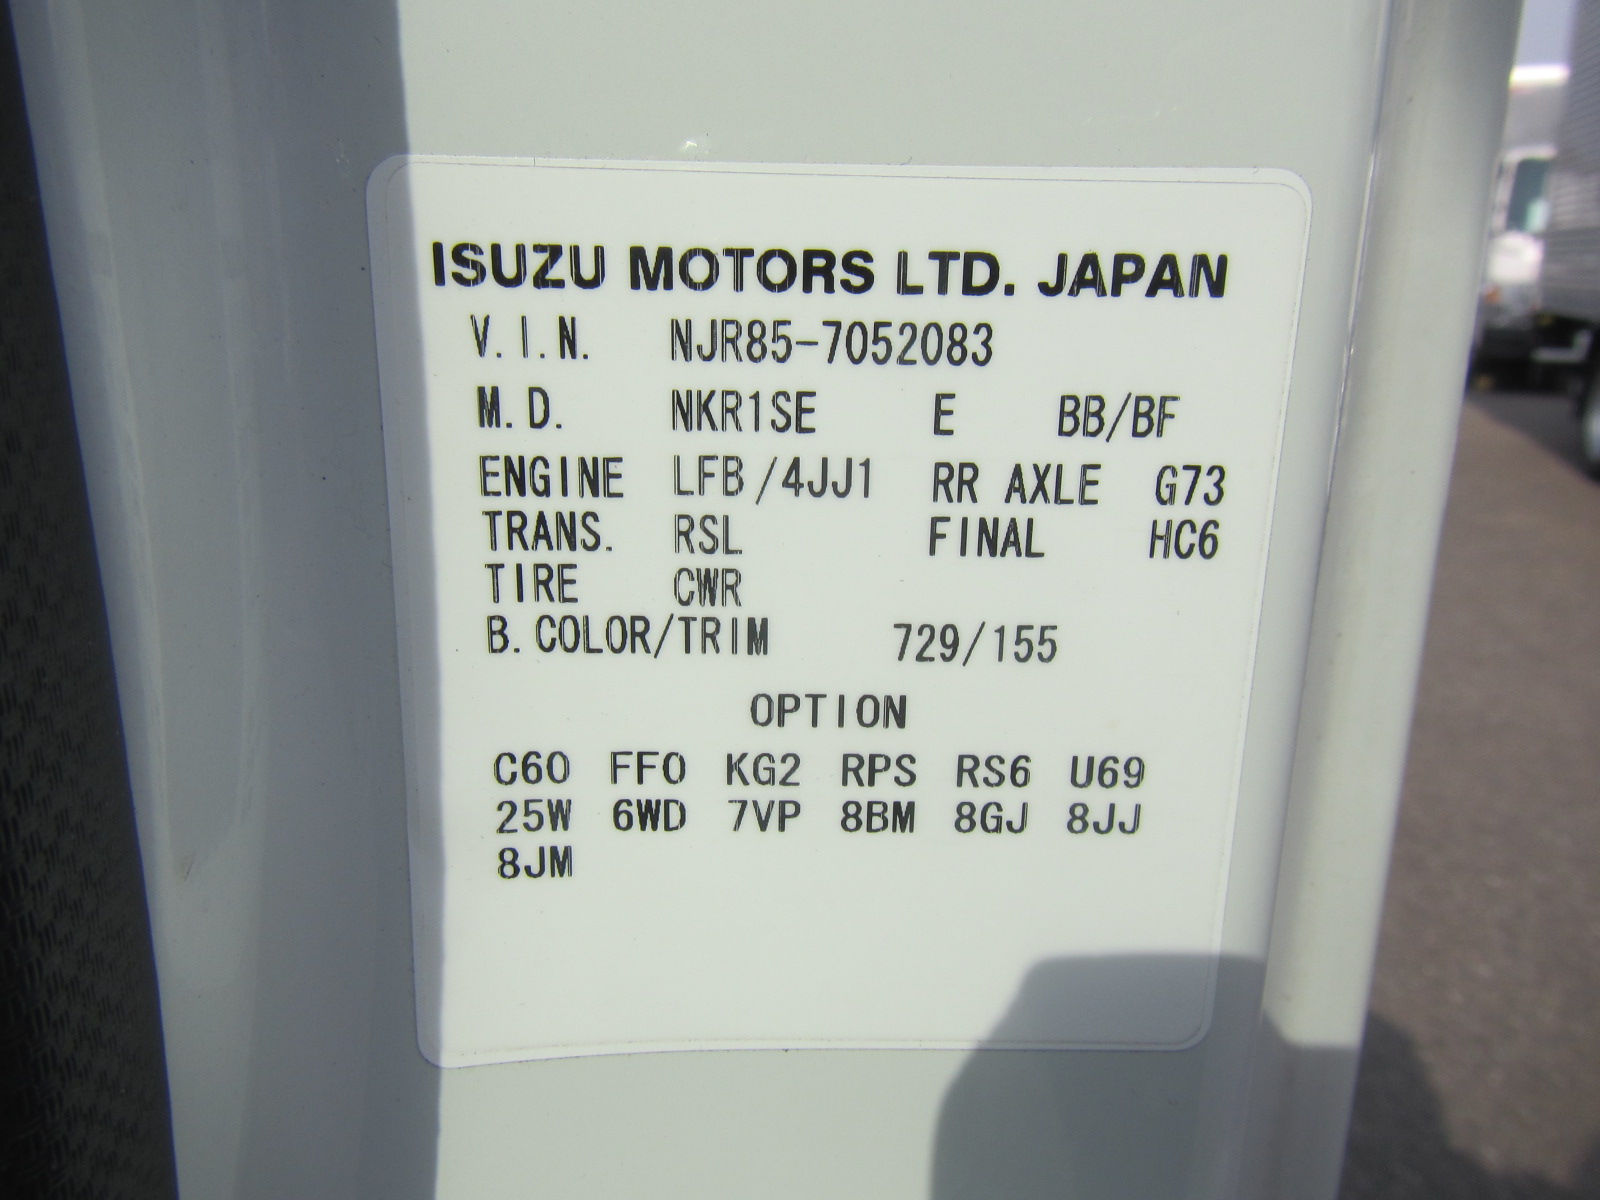 ISUZU MOTORS LTD. JAPAN
V.I.N. NJR85-7052083
M.D. NKR1SE E BB/BF
ENGINE LFB/4JJ1 RR AXLE G73
TRANS. RSL FINAL HC6
TIRE CWR
B.COLOR/TRIM 729/155
OPTION
C60 FF0 KG2 RPS RS6 U69
25W 6WD 7VP 8BM 8GJ 8JJ
8JM